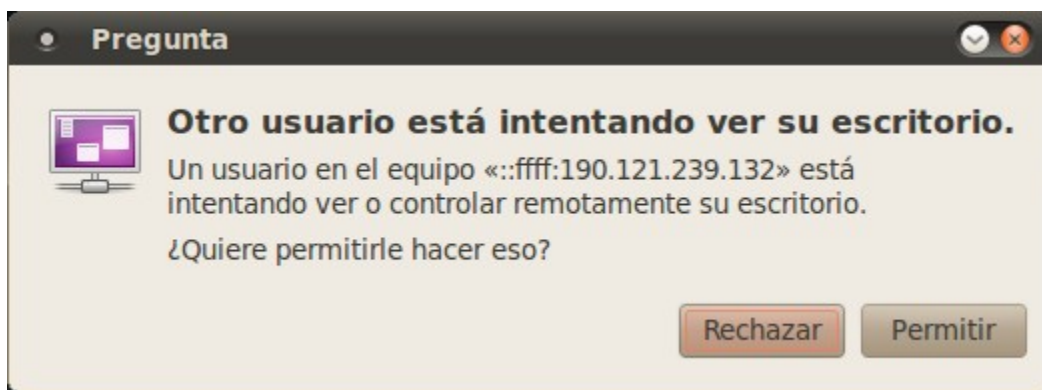 Pregunta
Otro usuario está intentando ver su escritorio.
Un usuario en el equipo «::ffff:190.121.239.132» está
intentando ver o controlar remotamente su escritorio.
¿Quiere permitirle hacer eso?
Rechazar Permitir